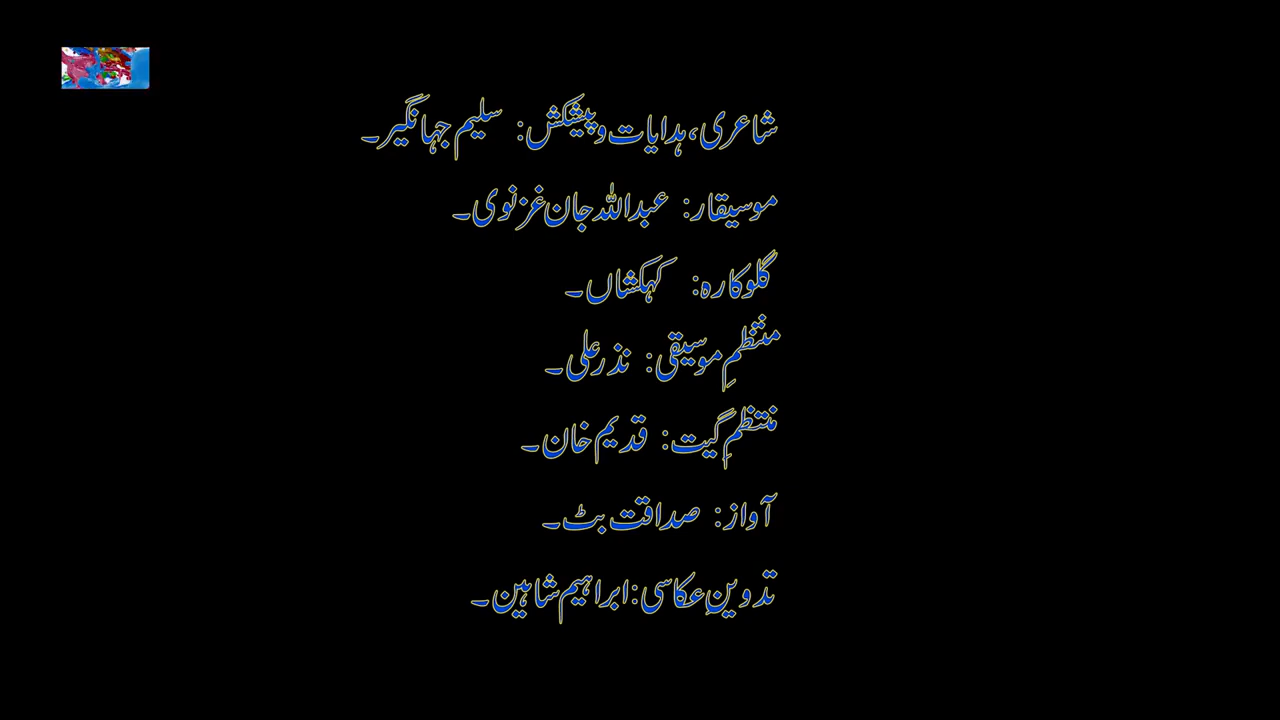 شاعری، ہدایات و پیشکش: سلیم جہانگیر۔
موسیقار: عبداللہ جان غزنوی۔
گلوکارہ: کہکشاں۔
منتظمِ موسیقی: نذر علی۔
منتظمِ گیت: قدیم خان۔
آواز: صداقت بٹ۔
تدوینِ عکاسی: ابراہیم شاہین۔